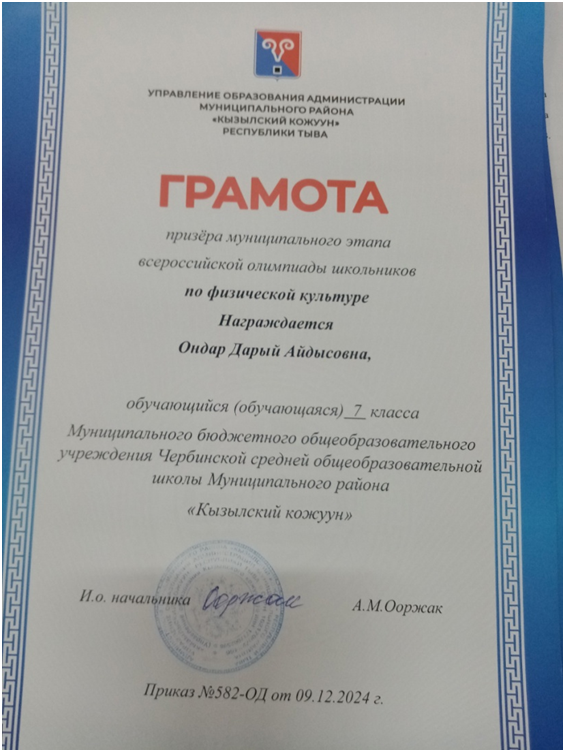 УПРАВЛЕНИЕ ОБРАЗОВАНИЯ АДМИНИСТРАЦИИ
МУНИЦИПАЛЬНОГО РАЙОНА
«КЫЗЫЛСКИЙ КОЖУУН»
РЕСПУБЛИКИ ТЫВА
ГРАМОТА
призёра муниципального этапа
всероссийской олимпиады школьников
по физической культуре
Награждается
Ондар Дарый Айдысовна,
обучающийся (обучающаяся)_7_ класса
Муниципального бюджетного общеобразовательного
учреждения Чербинской средней общеобразовательной
школы Муниципального района
«Кызылский кожуун»
И.о. начальника Ооржак А.М.Ооржак
Приказ №582-ОД от 09.12.2024 г.